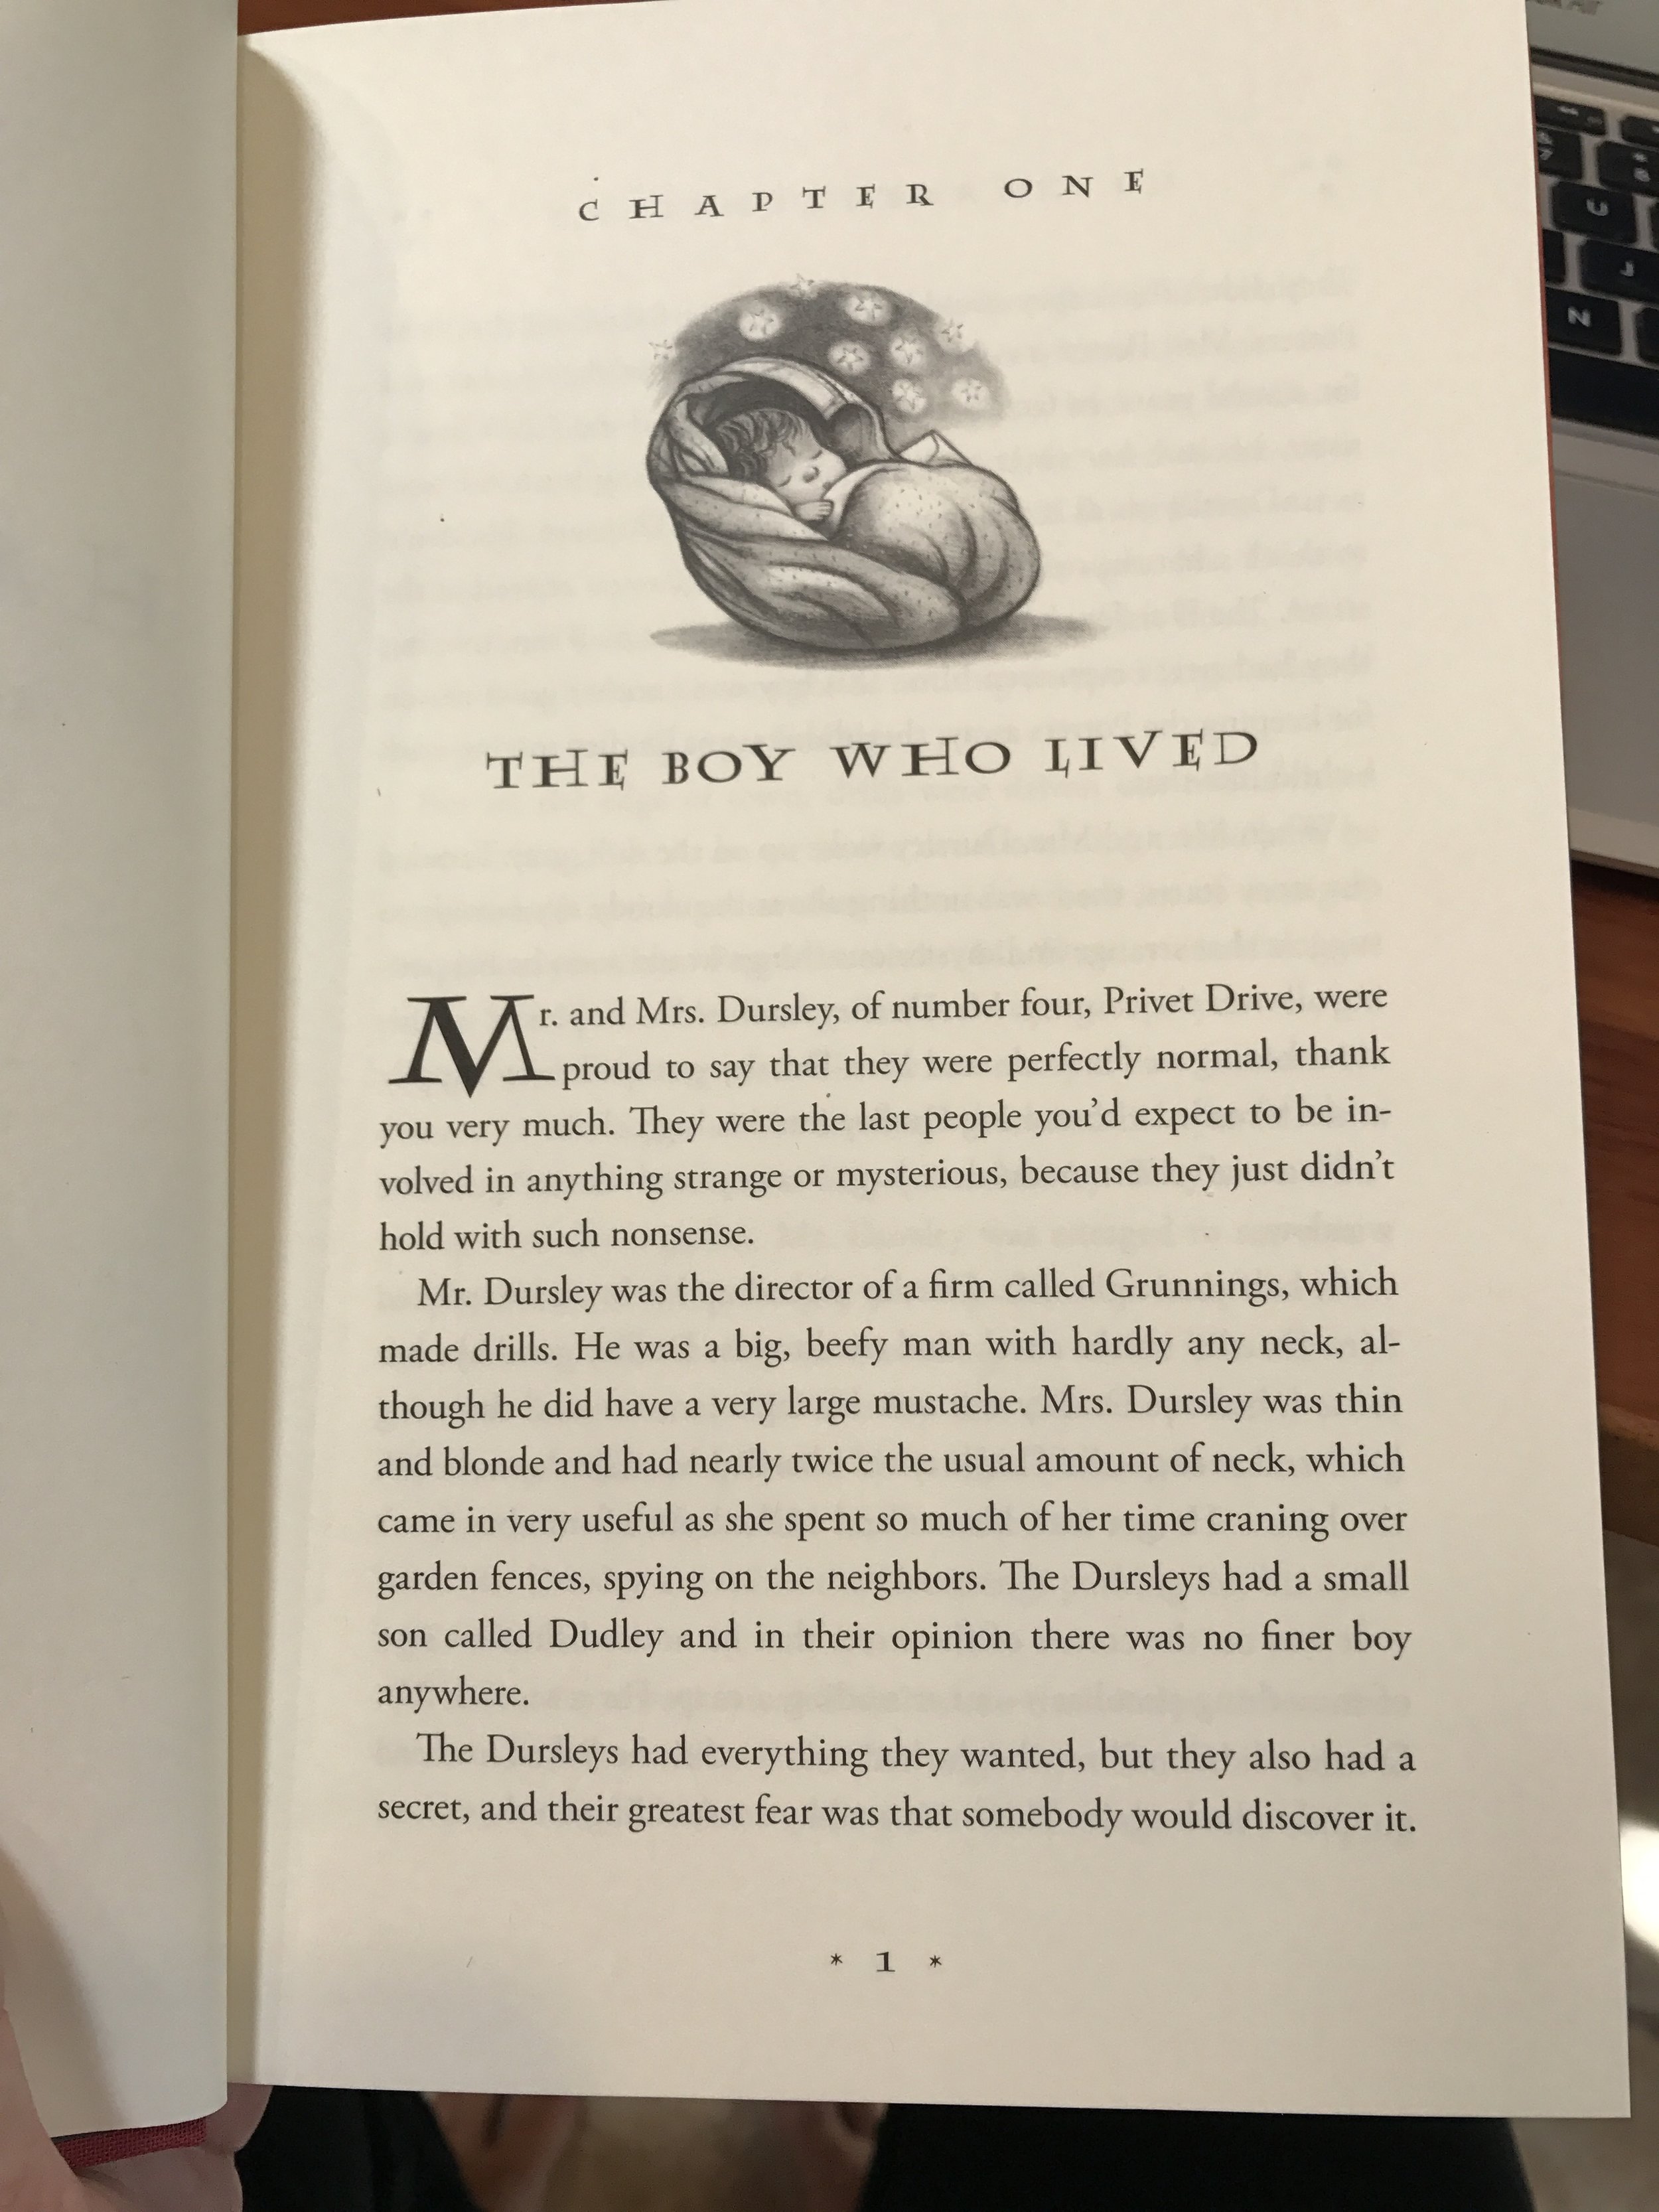 CHAPTER ONE
THE BOY WHO LIVED
Mr. and Mrs. Dursley, of number four, Privet Drive, were
proud to say that they were perfectly normal, thank
you very much. They were the last people you'd expect to be in-
volved in anything strange or mysterious, because they just didn't
hold with such nonsense.
Mr. Dursley was the director of a firm called Grunnings, which
made drills. He was a big, beefy man with hardly any neck, al-
though he did have a very large mustache. Mrs. Dursley was thin
and blonde and had nearly twice the usual amount of neck, which
came in very useful as she spent so much of her time craning over
garden fences, spying on the neighbors. The Dursleys had a small
son called Dudley and in their opinion there was no finer boy
anywhere.
The Dursleys had everything they wanted, but they also had a
secret, and their greatest fear was that somebody would discover it.
* 1 *
&
7
*
8
U
J
N